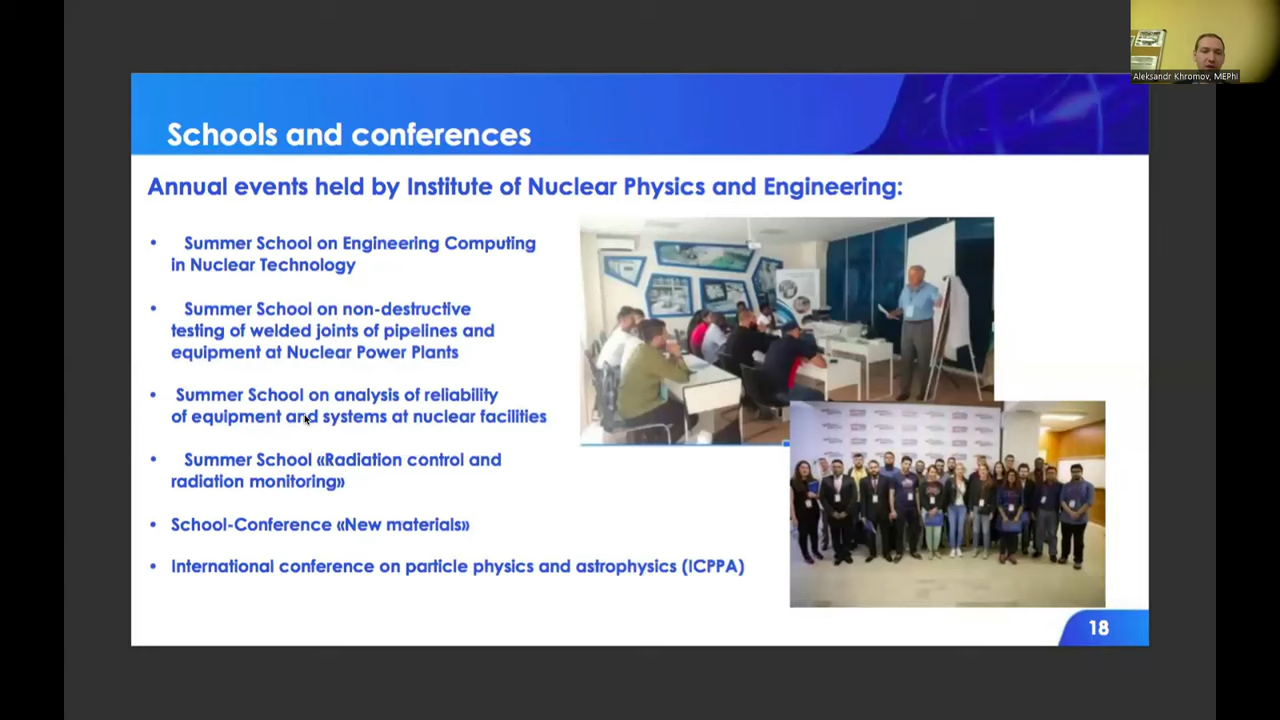 Aleksandr Khromov, MEPhI
Schools and conferences
Annual events held by Institute of Nuclear Physics and Engineering:
• Summer School on Engineering Computing
in Nuclear Technology
• Summer School on non-destructive
testing of welded joints of pipelines and
equipment at Nuclear Power Plants
• Summer School on analysis of reliability
of equipment and systems at nuclear facilities
• Summer School «Radiation control and
radiation monitoring»
• School-Conference «New materials»
• International conference on particle physics and astrophysics (ICPPA)
18